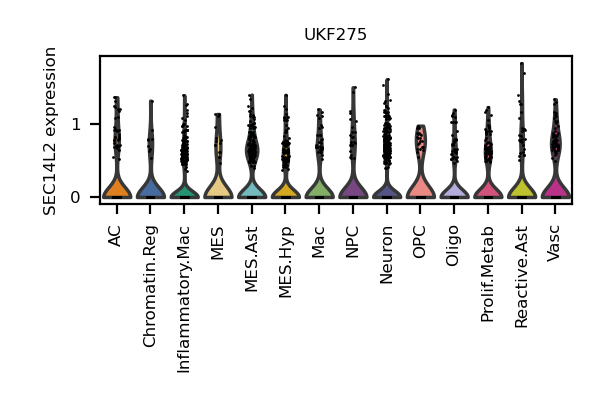 UKF275
SEC14L2 expression
1
0
AC
Chromatin.Reg
Inflammatory.Mac
MES
MES.Ast
MES.Hyp
Mac
NPC
Neuron
OPC
Oligo
Prolif.Metab
Reactive.Ast
Vasc